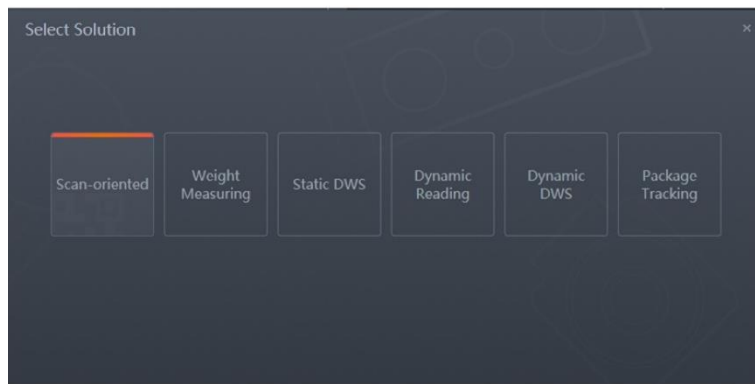 Select Solution
Scan-oriented
Weight
Measuring
Static DWS
Dynamic
Reading
Dynamic
DWS
Package
Tracking